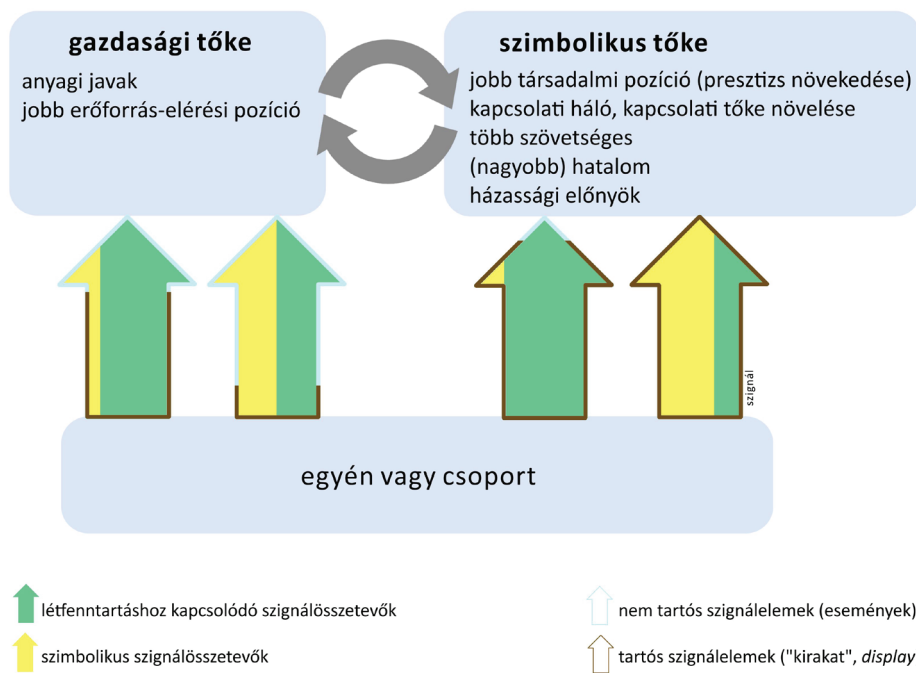 gazdasági tőke
anyagi javak
jobb erőforrás-elérési pozíció
szimbolikus tőke
jobb társadalmi pozíció (presztizs növekedése)
kapcsolati háló, kapcsolati tőke növelése
több szövetséges
(nagyobb) hatalom
házassági előnyök
szignál
egyén vagy csoport
létfenntartáshoz kapcsolódó szignálösszetevők
szimbolikus szignálösszetevők
nem tartós szignálelemek (események)
tartós szignálelemek ("kirakat", display